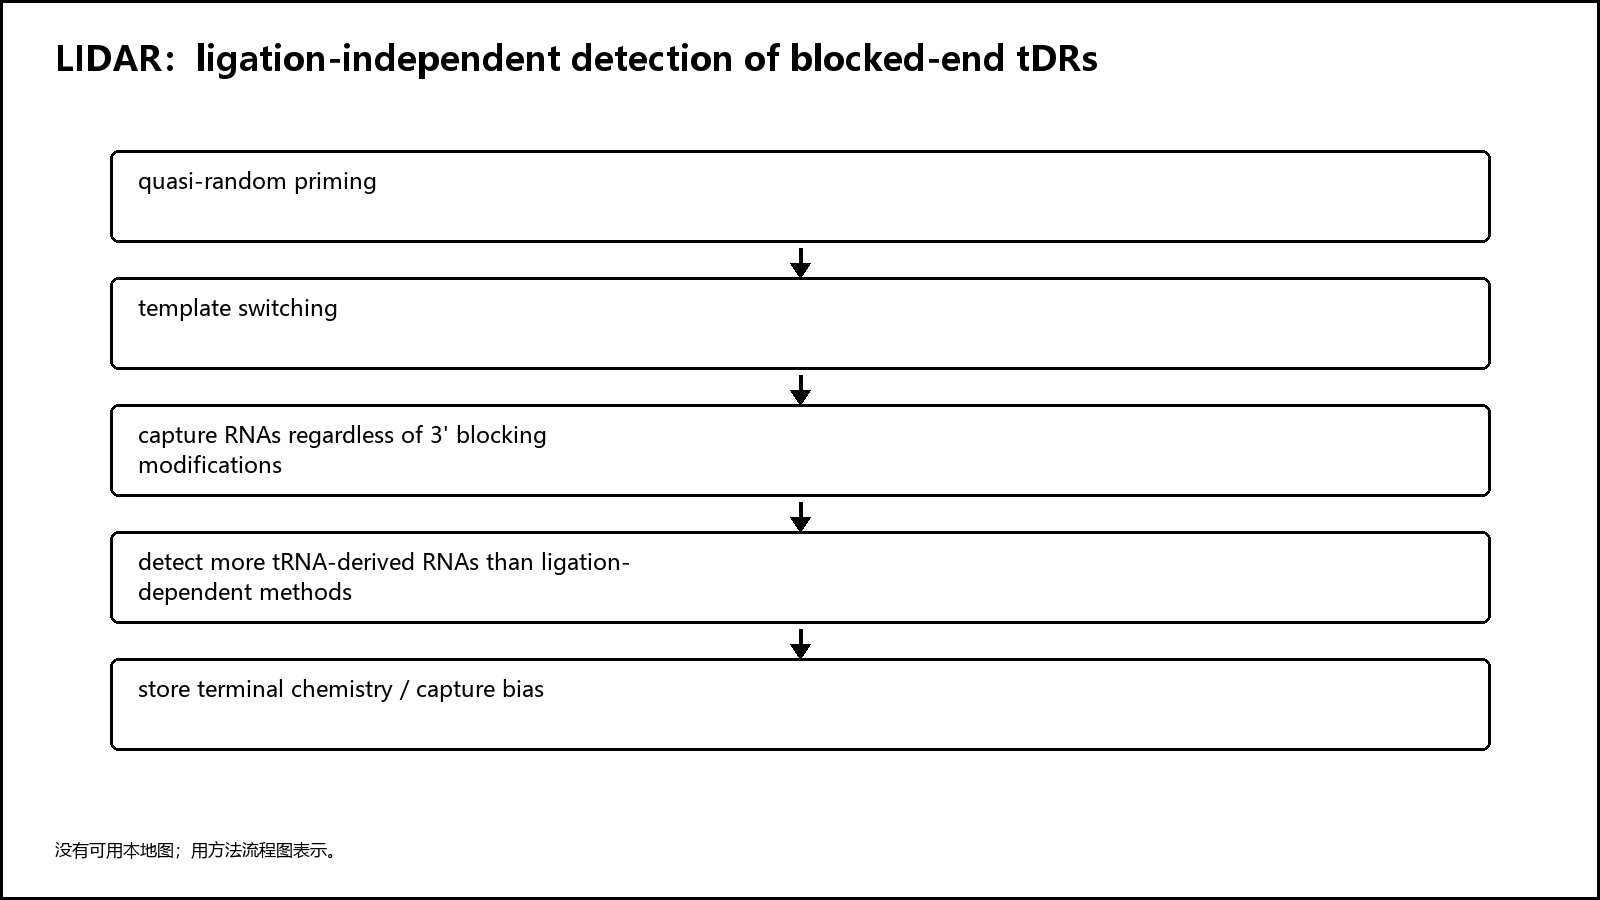 LIDAR：ligation-independent detection of blocked-end tDRs
quasi-random priming
template switching
capture RNAs regardless of 3' blocking
modifications
detect more tRNA-derived RNAs than ligation-
dependent methods
store terminal chemistry / capture bias
没有可用本地图；用方法流程图表示。